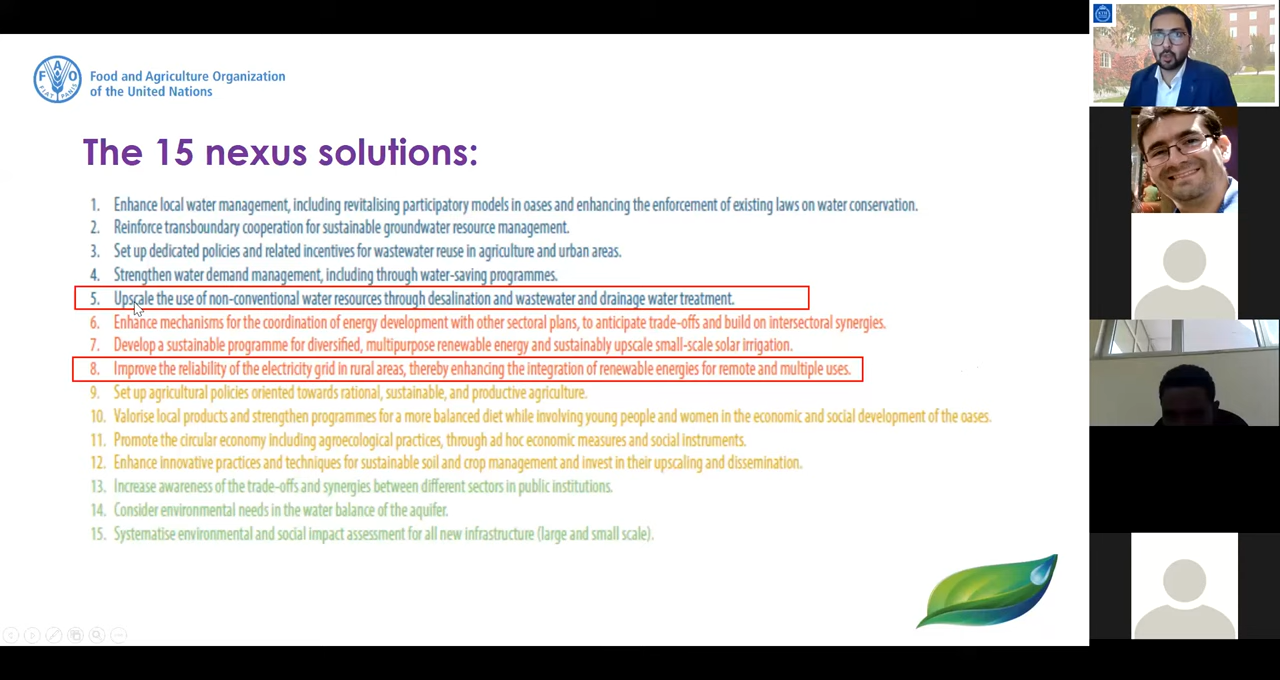 Food and Agriculture Organization
of the United Nations
The 15 nexus solutions:
1. Enhance local water management, including revitalising participatory models in oases and enhancing the enforcement of existing laws on water conservation.
2. Reinforce transboundary cooperation for sustainable groundwater resource management.
3. Set up dedicated policies and related incentives for wastewater reuse in agriculture and urban areas.
4. Strengthen water demand management, including through water-saving programmes.
5. Upscale the use of non-conventional water resources through desalination and wastewater and drainage water treatment.
6. Enhance mechanisms for the coordination of energy development with other sectoral plans, to anticipate trade-offs and build on intersectoral synergies.
7. Develop a sustainable programme for diversified, multipurpose renewable energy and sustainably upscale small-scale solar irrigation.
8. Improve the reliability of the electricity grid in rural areas, thereby enhancing the integration of renewable energies for remote and multiple uses.
9. Set up agricultural policies oriented towards rational, sustainable, and productive agriculture.
10. Valorise local products and strengthen programmes for a more balanced diet while involving young people and women in the economic and social development of the oases.
11. Promote the circular economy including agroecological practices, through ad hoc economic measures and social instruments.
12. Enhance innovative practices and techniques for sustainable soil and crop management and invest in their upscaling and dissemination.
13. Increase awareness of the trade-offs and synergies between different sectors in public institutions.
14. Consider environmental needs in the water balance of the aquifer.
15. Systematise environmental and social impact assessment for all new infrastructure (large and small scale).